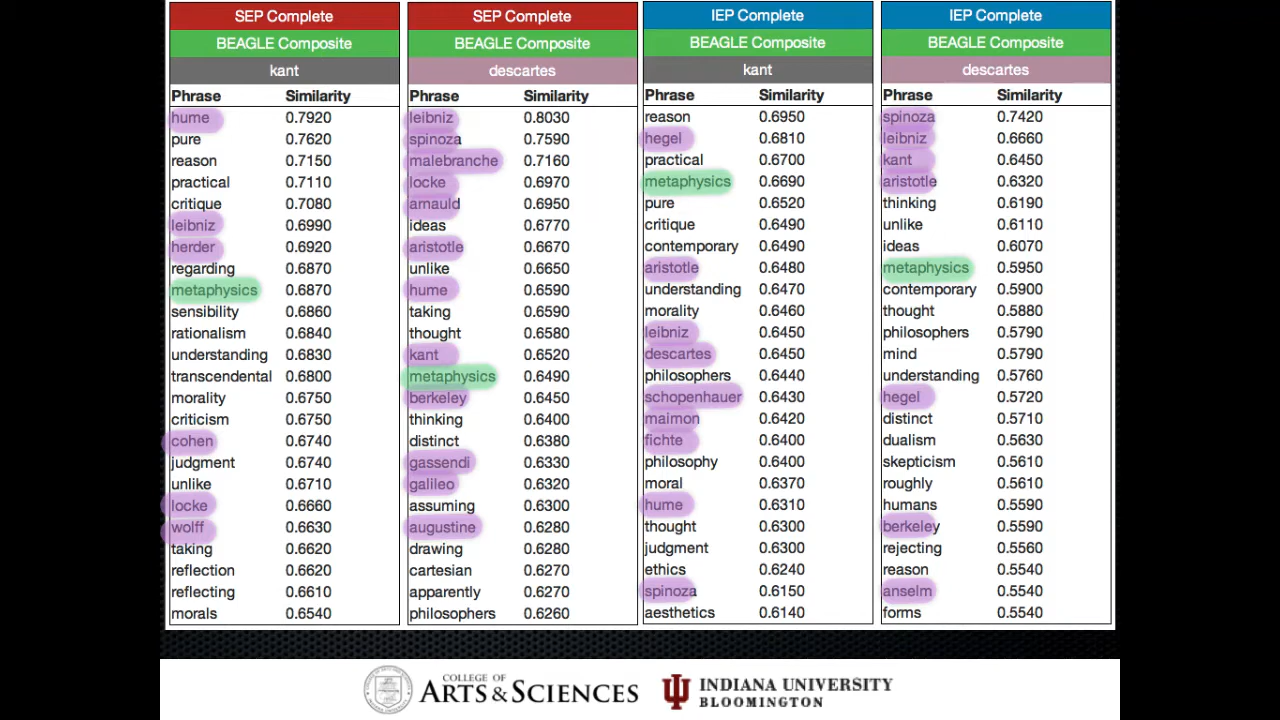 SEP Complete SEP Complete IEP Complete IEP Complete
BEAGLE Composite BEAGLE Composite BEAGLE Composite BEAGLE Composite
kant descartes kant descartes
Phrase Similarity Phrase Similarity Phrase Similarity Phrase Similarity
hume 0.7920 leibniz 0.8030 reason 0.6950 spinoza 0.7420
pure 0.7620 spinoza 0.7590 hegel 0.6810 leibniz 0.6660
reason 0.7150 malebranche 0.7160 practical 0.6700 kant 0.6450
practical 0.7110 locke 0.6970 metaphysics 0.6690 aristotle 0.6320
critique 0.7080 arnauld 0.6950 pure 0.6520 thinking 0.6190
leibniz 0.6990 ideas 0.6770 critique 0.6490 unlike 0.6110
herder 0.6920 aristotle 0.6670 contemporary 0.6490 ideas 0.6070
regarding 0.6870 unlike 0.6650 aristotle 0.6480 metaphysics 0.5950
metaphysics 0.6870 hume 0.6590 understanding 0.6470 contemporary 0.5900
sensibility 0.6860 taking 0.6590 morality 0.6460 thought 0.5880
rationalism 0.6840 thought 0.6580 leibniz 0.6450 philosophers 0.5790
understanding 0.6830 kant 0.6520 descartes 0.6450 mind 0.5790
transcendental 0.6800 metaphysics 0.6490 philosophers 0.6440 understanding 0.5760
morality 0.6750 berkeley 0.6450 schopenhauer 0.6430 hegel 0.5720
criticism 0.6750 thinking 0.6400 maimon 0.6420 distinct 0.5710
cohen 0.6740 distinct 0.6380 fichte 0.6400 dualism 0.5630
judgment 0.6740 gassendi 0.6330 philosophy 0.6400 skepticism 0.5610
unlike 0.6710 galileo 0.6320 moral 0.6370 roughly 0.5610
locke 0.6660 assuming 0.6300 hume 0.6310 humans 0.5590
wolff 0.6630 augustine 0.6280 thought 0.6300 berkeley 0.5590
taking 0.6620 drawing 0.6280 judgment 0.6300 rejecting 0.5560
reflection 0.6620 cartesian 0.6270 ethics 0.6240 reason 0.5540
reflecting 0.6610 apparently 0.6270 spinoza 0.6150 anselm 0.5540
morals 0.6540 philosophers 0.6260 aesthetics 0.6140 forms 0.5540
COLLEGE OF
ARTS & SCIENCES
INDIANA UNIVERSITY
BLOOMINGTON